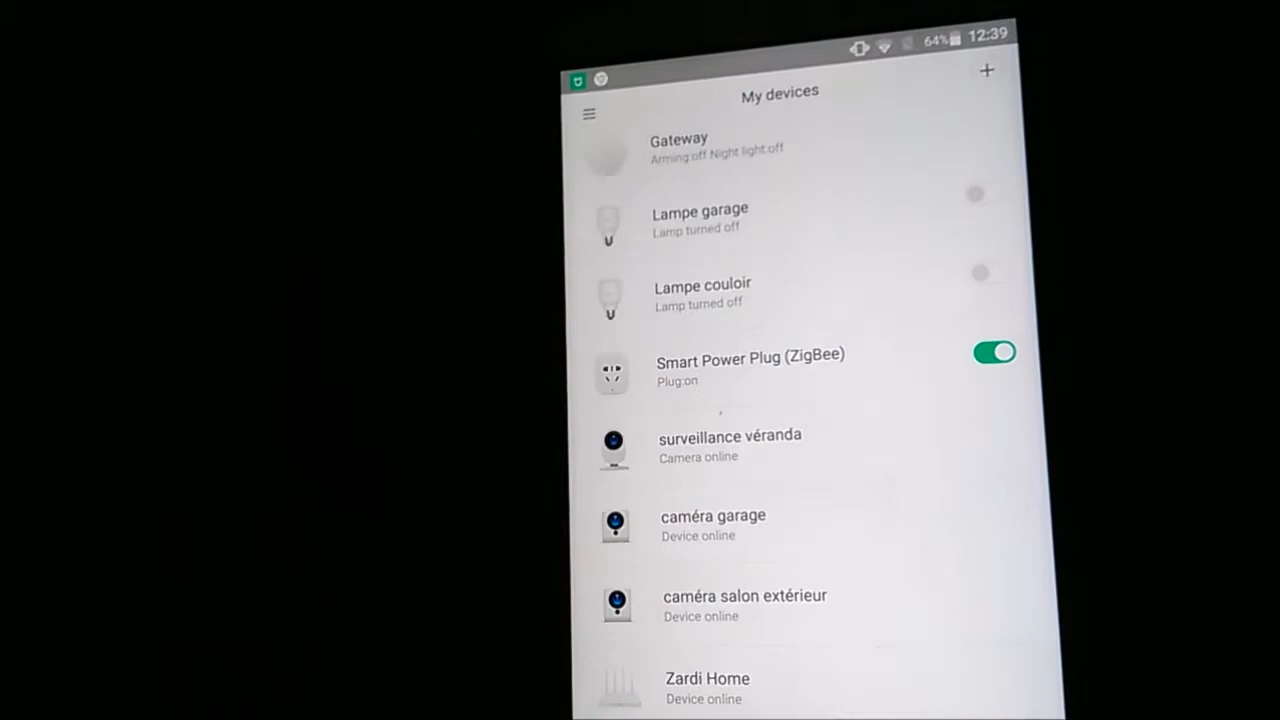 64% 12:39
My devices
Gateway
Arming:off Night light:off
Lampe garage
Lamp turned off
Lampe couloir
Lamp turned off
Smart Power Plug (ZigBee)
Plug:on
surveillance véranda
Camera online
caméra garage
Device online
caméra salon extérieur
Device online
Zardi Home
Device online